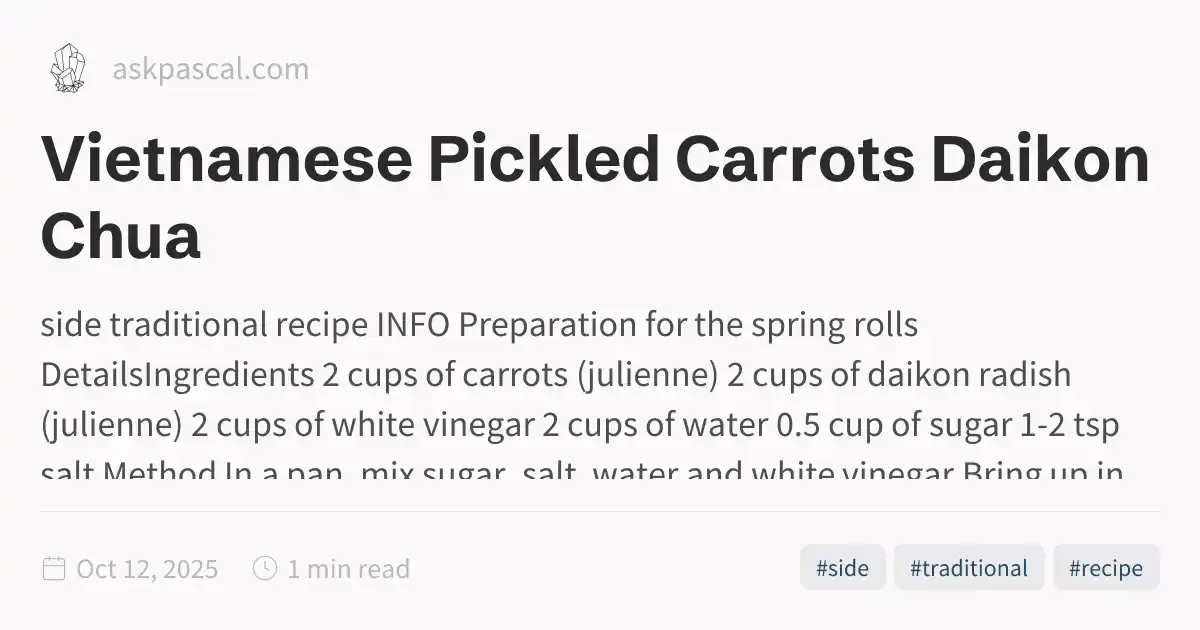 askpascal.com
Vietnamese Pickled Carrots Daikon
Chua
side traditional recipe INFO Preparation for the spring rolls
DetailsIngredients 2 cups of carrots (julienne) 2 cups of daikon radish
(julienne) 2 cups of white vinegar 2 cups of water 0.5 cup of sugar 1-2 tsp
salt Method In a pan, mix sugar, salt, water and white vinegar Bring up in
Oct 12, 2025
1 min read
#side
#traditional
#recipe